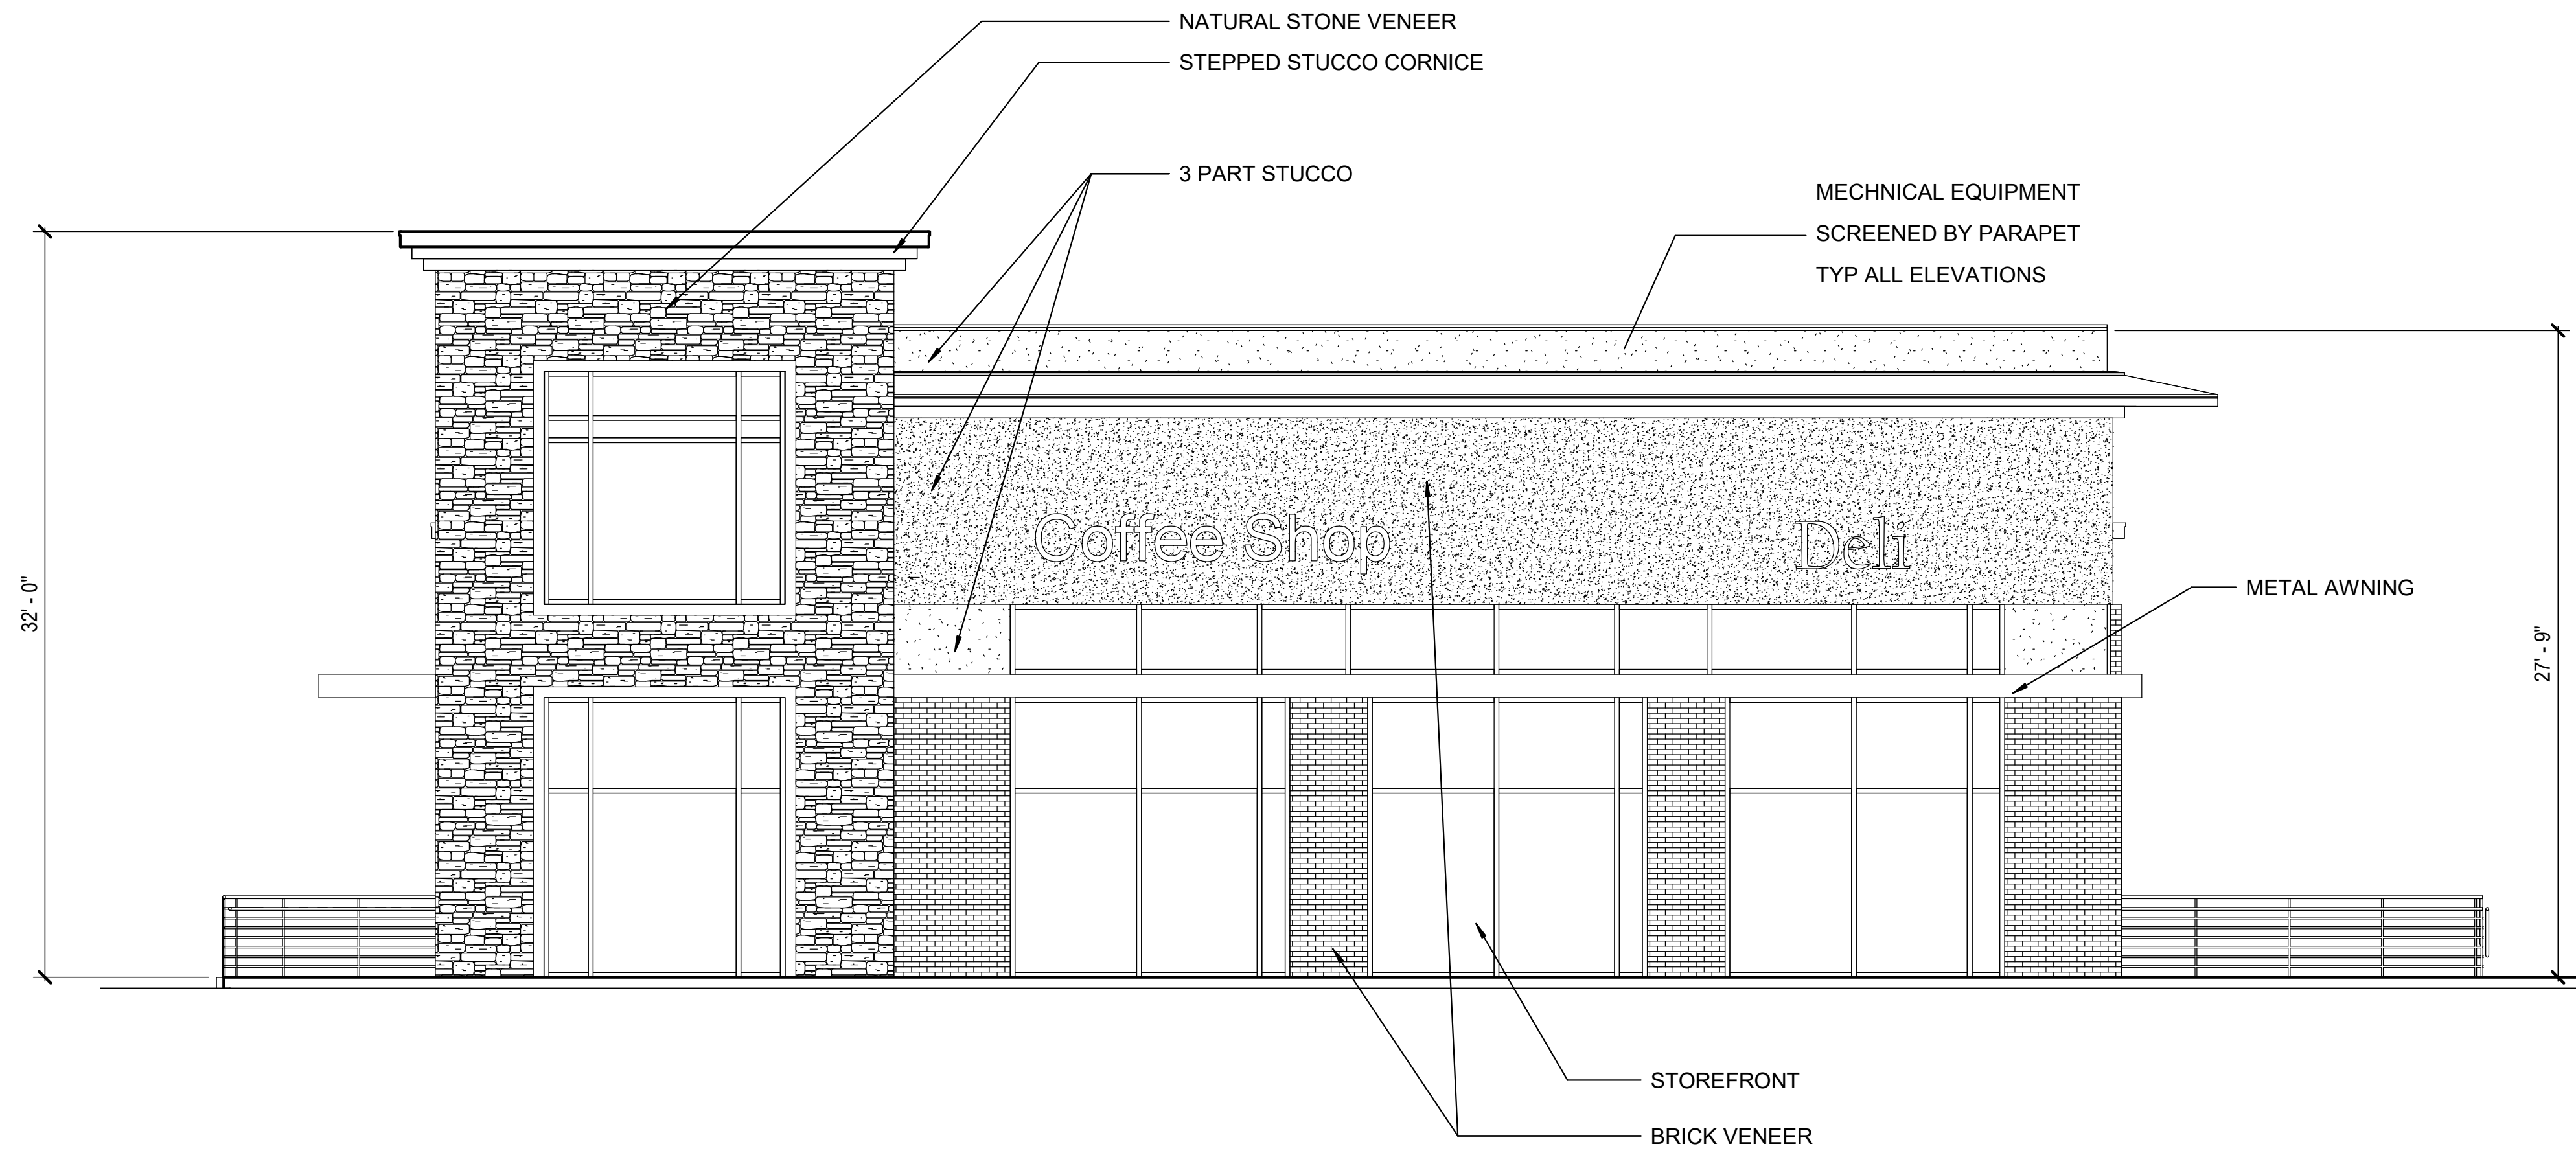 NATURAL STONE VENEER
STEPPED STUCCO CORNICE
3 PART STUCCO
MECHNICAL EQUIPMENT
SCREENED BY PARAPET
TYP ALL ELEVATIONS
Coffee Shop
Deli
METAL AWNING
32' - 0"
27' - 9"
STOREFRONT
BRICK VENEER